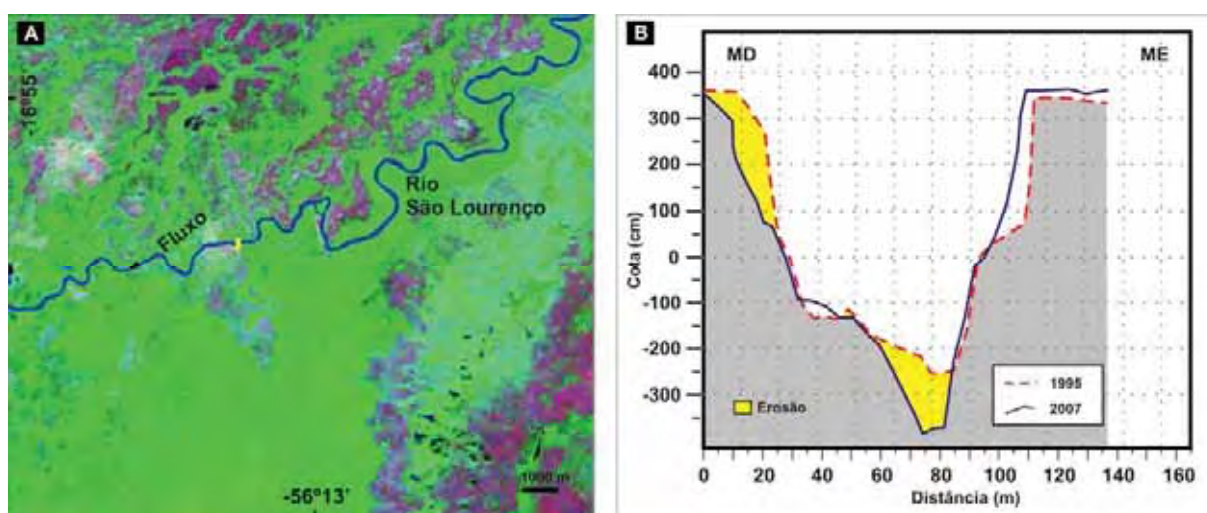 A
-16°55'
Fluxo
Rio
São Lourenço
1000 m
-56°13'
B
MD
ME
400
300
200
100
0
-100
-200
-300
Cota (cm)
Erosão
1995
2007
0
20
40
60
80
100
120
140
160
Distância (m)